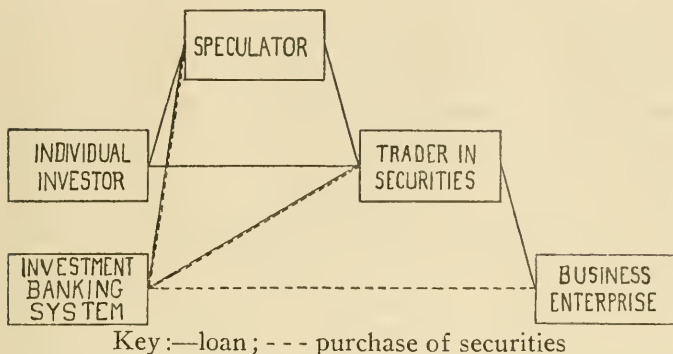 SPECULATOR
INDIVIDUAL
INVESTOR
TRADER IN
SECURITIES
INVESTMENT
BANKING
SYSTEM
BUSINESS
ENTERPRISE
Key:—loan; --- purchase of securities